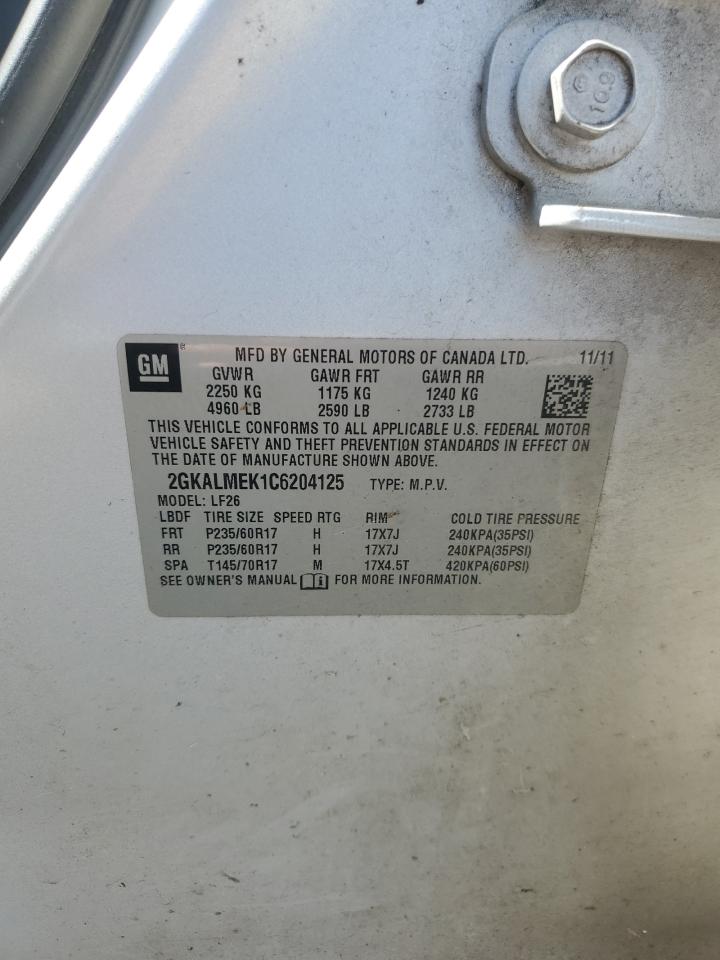 10.9
GM® MFD BY GENERAL MOTORS OF CANADA LTD. 11/11
GVWR GAWR FRT GAWR RR
2250 KG 1175 KG 1240 KG
4960 LB 2590 LB 2733 LB
THIS VEHICLE CONFORMS TO ALL APPLICABLE U.S. FEDERAL MOTOR
VEHICLE SAFETY AND THEFT PREVENTION STANDARDS IN EFFECT ON
THE DATE OF MANUFACTURE SHOWN ABOVE.
2GKALMEK1C6204125 TYPE: M.P.V.
MODEL: LF26
LBDF TIRE SIZE SPEED RTG RIM COLD TIRE PRESSURE
FRT P235/60R17 H 17X7J 240KPA(35PSI)
RR P235/60R17 H 17X7J 240KPA(35PSI)
SPA T145/70R17 M 17X4.5T 420KPA(60PSI)
SEE OWNER'S MANUAL FOR MORE INFORMATION.